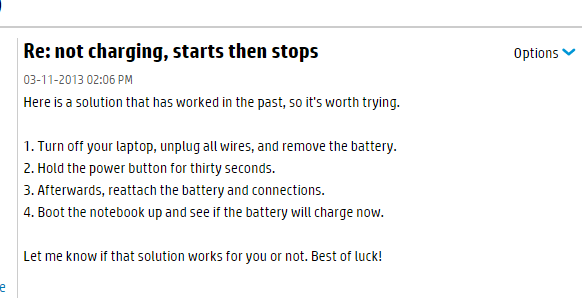 Re: not charging, starts then stops
Options
03-11-2013 02:06 PM
Here is a solution that has worked in the past, so it's worth trying.
1. Turn off your laptop, unplug all wires, and remove the battery.
2. Hold the power button for thirty seconds.
3. Afterwards, reattach the battery and connections.
4. Boot the notebook up and see if the battery will charge now.
Let me know if that solution works for you or not. Best of luck!
e